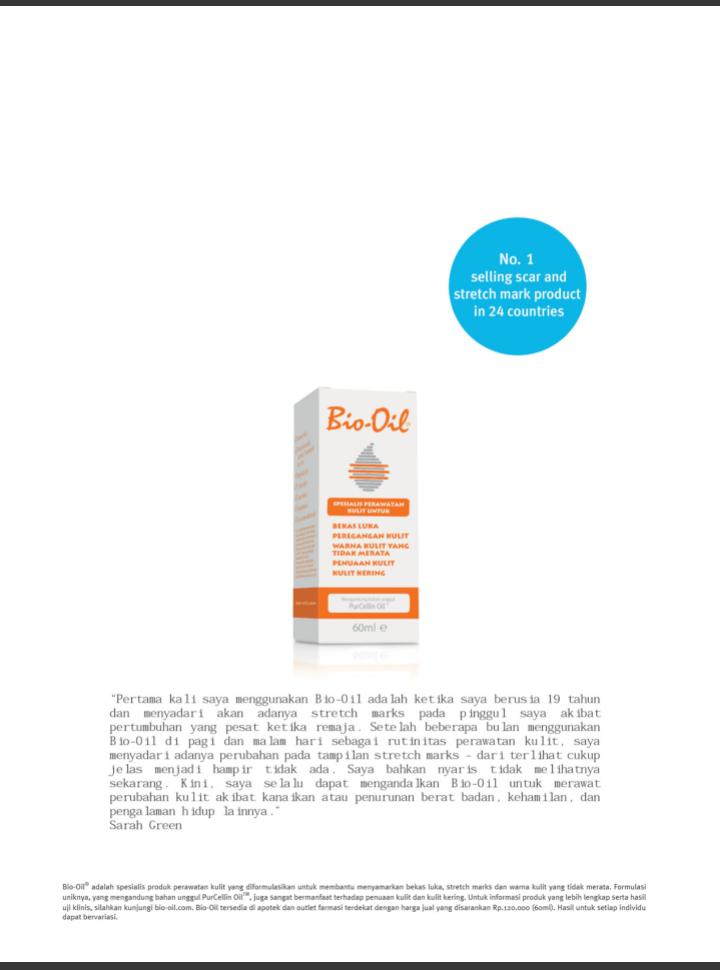 No. 1
selling scar and
stretch mark product
in 24 countries
Bio-Oil
SPESIALIS PERAWATAN
KULIT UNTUK
BEKAS LUKA
PEREGANGAN KULIT
WARNA KULIT YANG
TIDAK MERATA
PENUAAN KULIT
KULIT KERING
Mengandung bahan unggul
PurCellin Oil™
60ml e
"Pertama kali saya menggunakan Bio-Oil adalah ketika saya berusia 19 tahun
dan menyadari akan adanya stretch marks pada pinggul saya akibat
pertumbuhan yang pesat ketika remaja. Setelah beberapa bulan menggunakan
Bio-Oil di pagi dan malam hari sebagai rutinitas perawatan kulit, saya
menyadari adanya perubahan pada tampilan stretch marks - dari terlihat cukup
jelas menjadi hampir tidak ada. Saya bahkan nyaris tidak melihatnya
sekarang. Kini, saya selalu dapat mengandalkan Bio-Oil untuk merawat
perubahan kulit akibat kanaikan atau penurunan berat badan, kehamilan, dan
pengalaman hidup lainnya."
Sarah Green
Bio-Oil® adalah spesialis produk perawatan kulit yang diformulasikan untuk membantu menyamarkan bekas luka, stretch marks dan warna kulit yang tidak merata. Formulasi
uniknya, yang mengandung bahan unggul PurCellin Oil™, juga sangat bermanfaat terhadap penuaan kulit dan kulit kering. Untuk informasi produk yang lebih lengkap serta hasil
uji klinis, silahkan kunjungi bio-oil.com. Bio-Oil tersedia di apotek dan outlet farmasi terdekat dengan harga jual yang disarankan Rp.120.000 (60ml). Hasil untuk setiap individu
dapat bervariasi.